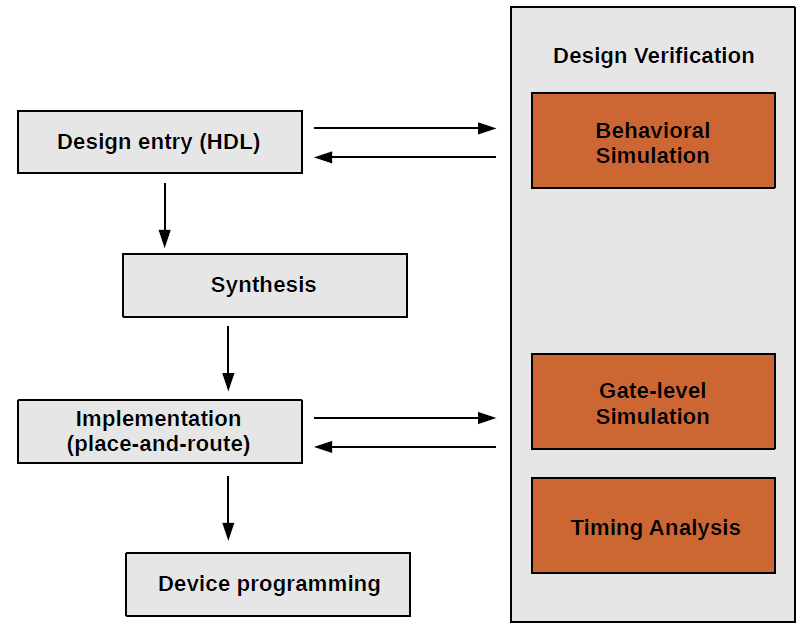 Design Verification
Design entry (HDL)
Behavioral
Simulation
Synthesis
Implementation
(place-and-route)
Gate-level
Simulation
Timing Analysis
Device programming